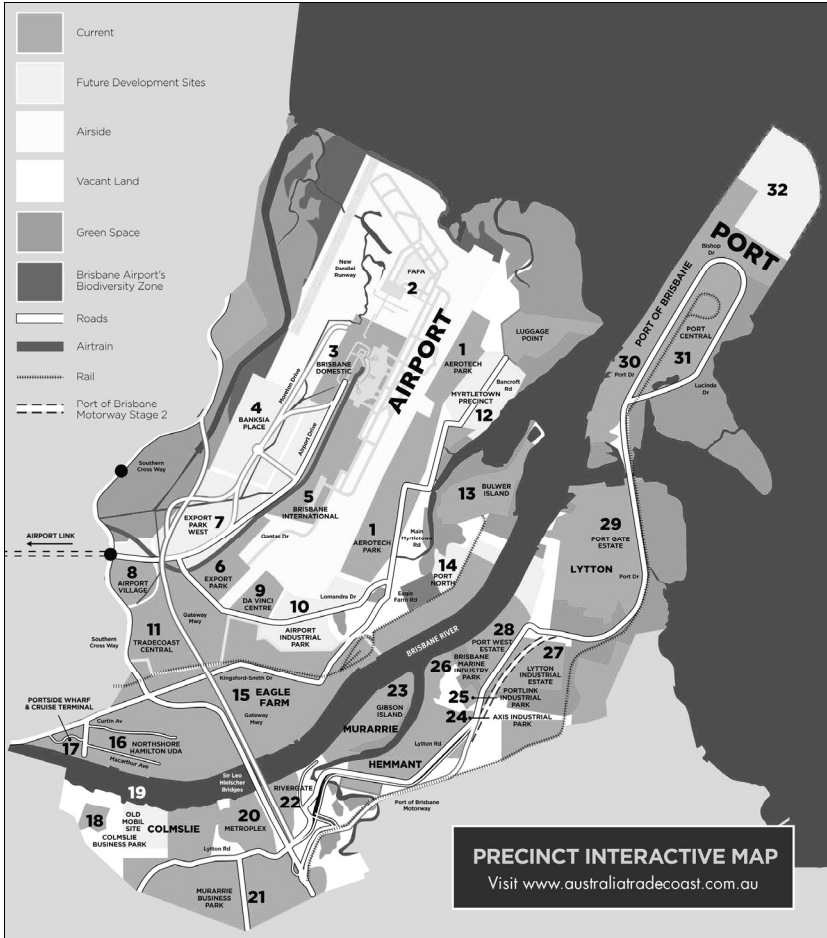 Current
Future Development Sites
Airside
Vacant Land
Green Space
Brisbane Airport's
Biodiversity Zone
Roads
Airtrain
Rail
Port of Brisbane
Motorway Stage 2
32
PORT
Bishop
Dr
PORT OF BRISBANE
PORT
CENTRAL
31
30
Port Dr
Lucinda
Dr
New
Parallel
Runway
FAFA
2
AIRPORT
LUGGAGE
POINT
3
BRISBANE
DOMESTIC
1
AEROTECH
PARK
MYRTLETOWN
PRECINCT
12
Bancroft
Rd
Moreton Drive
4
BANKSIA
PLACE
Airport Drive
Southern
Cross Way
5
BRISBANE
INTERNATIONAL
13
BULWER
ISLAND
EXPORT
PARK
WEST
7
Qantas Dr
1
AEROTECH
PARK
Main
Myrtletown
Rd
29
PORT GATE
ESTATE
LYTTON
Port Dr
AIRPORT LINK
8
AIRPORT
VILLAGE
6
EXPORT
PARK
9
DA VINCI
CENTRE
10
AIRPORT
INDUSTRIAL
PARK
Lomandra Dr
Eagle
Farm Rd
14
PORT
NORTH
Gateway
Mwy
11
TRADECOAST
CENTRAL
Southern
Cross Way
BRISBANE RIVER
28
PORT WEST
ESTATE
27
LYTTON
INDUSTRIAL
ESTATE
26
BRISBANE
MARINE
INDUSTRY
PARK
25
PORTLINK
INDUSTRIAL
PARK
24
AXIS INDUSTRIAL
PARK
Kingsford-Smith Dr
15 EAGLE
FARM
Gateway
Mwy
23
GIBSON
ISLAND
MURARRIE
PORTSIDE WHARF
& CRUISE TERMINAL
Curtin Av
17
16
NORTHSHORE
HAMILTON UDA
Macarthur Ave
HEMMANT
Lytton Rd
Sir Leo
Hielscher
Bridges
RIVERGATE
22
Port of Brisbane
Motorway
19
OLD
MOBIL
SITE
18
COLMSLIE
BUSINESS PARK
COLMSLIE
20
METROPLEX
Lytton Rd
MURARRIE
BUSINESS
PARK
21
PRECINCT INTERACTIVE MAP
Visit www.australiatradecoast.com.au